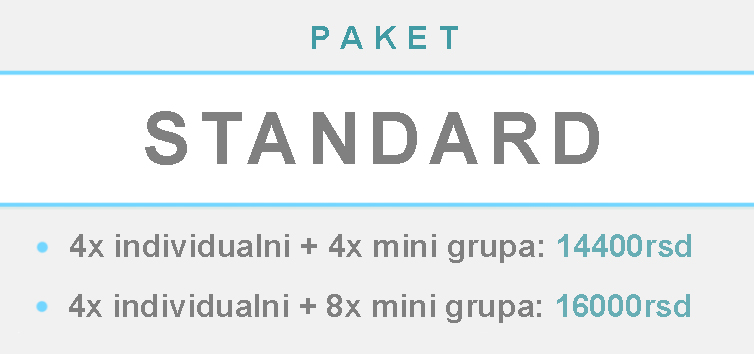 PAKET
STANDARD
4x individualni + 4x mini grupa: 14400rsd
4x individualni + 8x mini grupa: 16000rsd